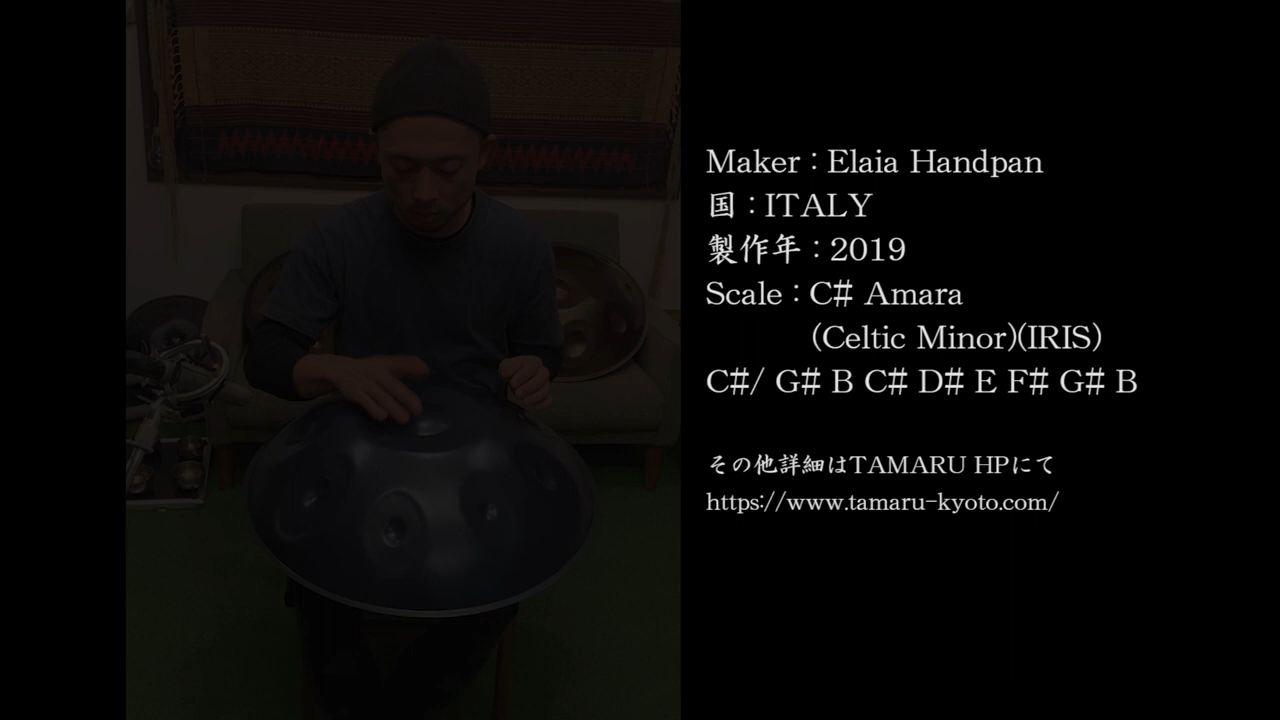 Maker : Elaia Handpan
国 : ITALY
製作年 : 2019
Scale : C# Amara
(Celtic Minor)(IRIS)
C#/ G# B C# D# E F# G# B
その他詳細はTAMARU HPにて
https://www.tamaru-kyoto.com/